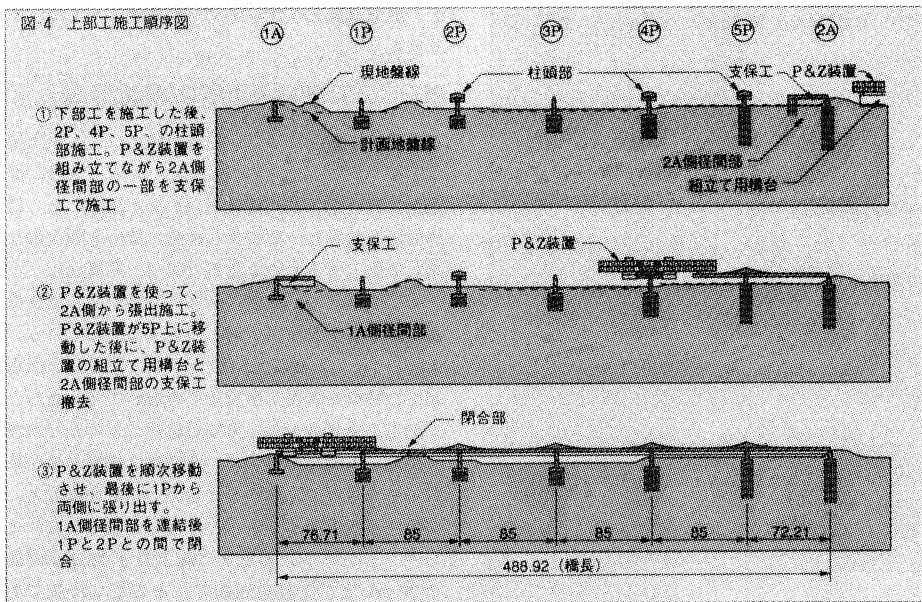 図-4 上部工施工順序図
1A 1P 2P 3P 4P 5P 2A
現地盤線
柱頭部
支保工
P&Z装置
計画地盤線
2A側径間部
組立て用構台
① 下部工を施工した後、
2P、4P、5P、の柱頭
部施工。P&Z装置を
組み立てながら2A側
径間部の一部を支保
工で施工
支保工
P&Z装置
1A側径間部
② P&Z装置を使って、
2A側から張出施工。
P&Z装置が5P上に移
動した後に、P&Z装
置の組立て用構台と
2A側径間部の支保工
撤去
閉合部
③ P&Z装置を順次移動
させ、最後に1Pから
両側に張り出す。
1A側径間部を連結後
1Pと2Pとの間で閉
合
76.71 85 85 85 85 72.21
488.92(橋長)